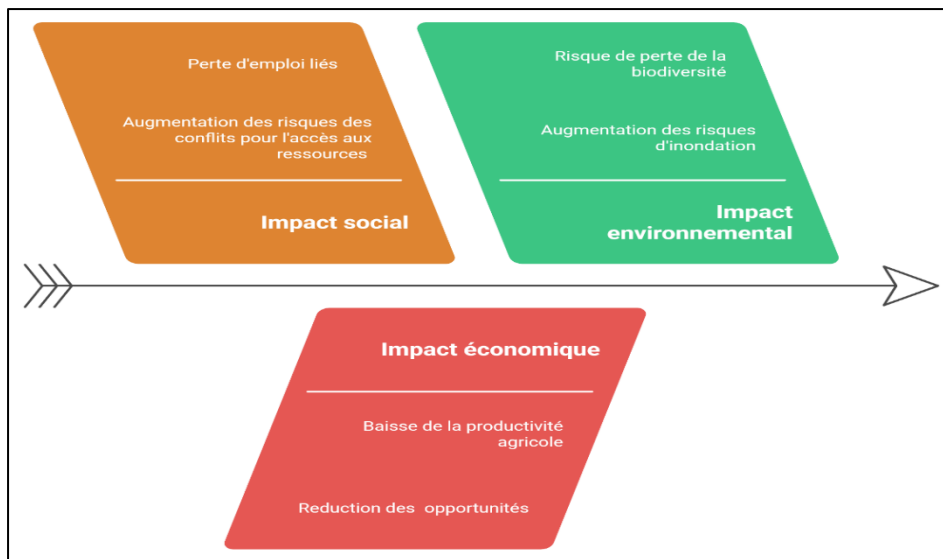 Perte d'emploi liés
Augmentation des risques des
conflits pour l'accès aux
ressources
Impact social
Risque de perte de la
biodiversité
Augmentation des risques
d'inondation
Impact
environnemental
Impact économique
Baisse de la productivité
agricole
Reduction des opportunités